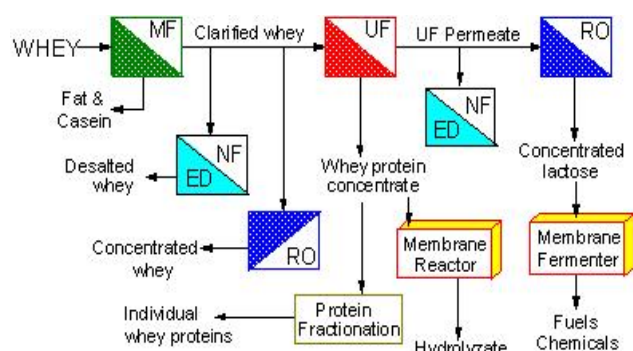 WHEY
MF
Clarified whey
UF
UF Permeate
RO
Fat &
Casein
NF
ED
NF
ED
Desalted
whey
Whey protein
concentrate
Concentrated
lactose
Concentrated
whey
RO
Membrane
Reactor
Membrane
Fermenter
Individual
whey proteins
Protein
Fractionation
Hydrolyzate
Fuels
Chemicals